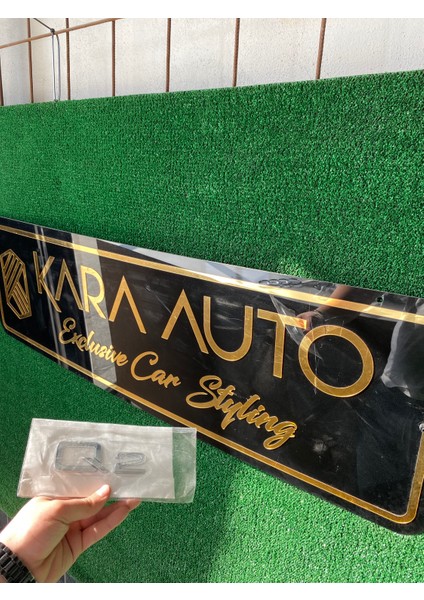 KARA AUTO
Exclusive Car Styling